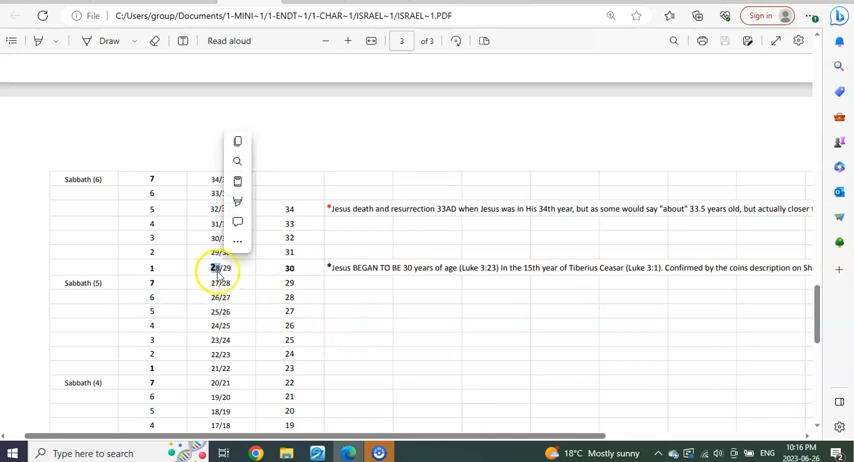 File C:/Users/group/Documents/1-MINI~1/1-ENDT~1/1-CHAR~1/ISRAEL~1/ISRAEL~1.PDF Sign in
Draw Read aloud 3 of 3
Sabbath (6) 7 34/
6 33/
5 32/ 34 *Jesus death and resurrection 33AD when Jesus was in His 34th year, but as some would say "about" 33.5 years old, but actually closer
4 31/ 33
3 30/ 32
2 29/30 31
1 28/29 30 *Jesus BEGAN TO BE 30 years of age (Luke 3:23) In the 15th year of Tiberius Ceasar (Luke 3:1). Confirmed by the coins description on Sh
Sabbath (5) 7 27/28 29
6 26/27 28
5 25/26 27
4 24/25 26
3 23/24 25
2 22/23 24
1 21/22 23
Sabbath (4) 7 20/21 22
6 19/20 21
5 18/19 20
4 17/18 19
Type here to search 18°C Mostly sunny ENG 10:16 PM
2023-06-26